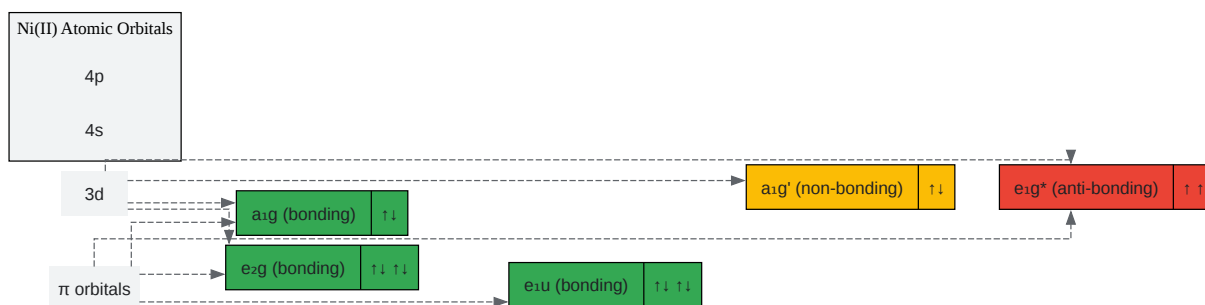 Ni(II) Atomic Orbitals
4p
4s
3d
a₁g' (non-bonding) ↑↓
e₁g* (anti-bonding) ↑ ↑
a₁g (bonding) ↑↓
e₂g (bonding) ↑↓ ↑↓
π orbitals
e₁u (bonding) ↑↓ ↑↓